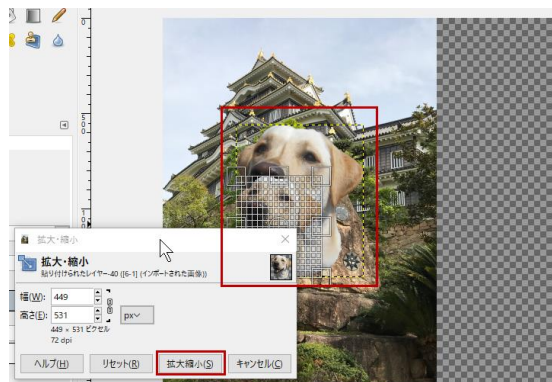 0
500
100
拡大・縮小
拡大・縮小
貼り付けられたレイヤー-40 ([6-1] (インポートされた画像))
幅(W): 449
高さ(E): 531 px
449 × 531 ピクセル
72 dpi
ヘルプ(H) リセット(R) 拡大縮小(S) キャンセル(C)